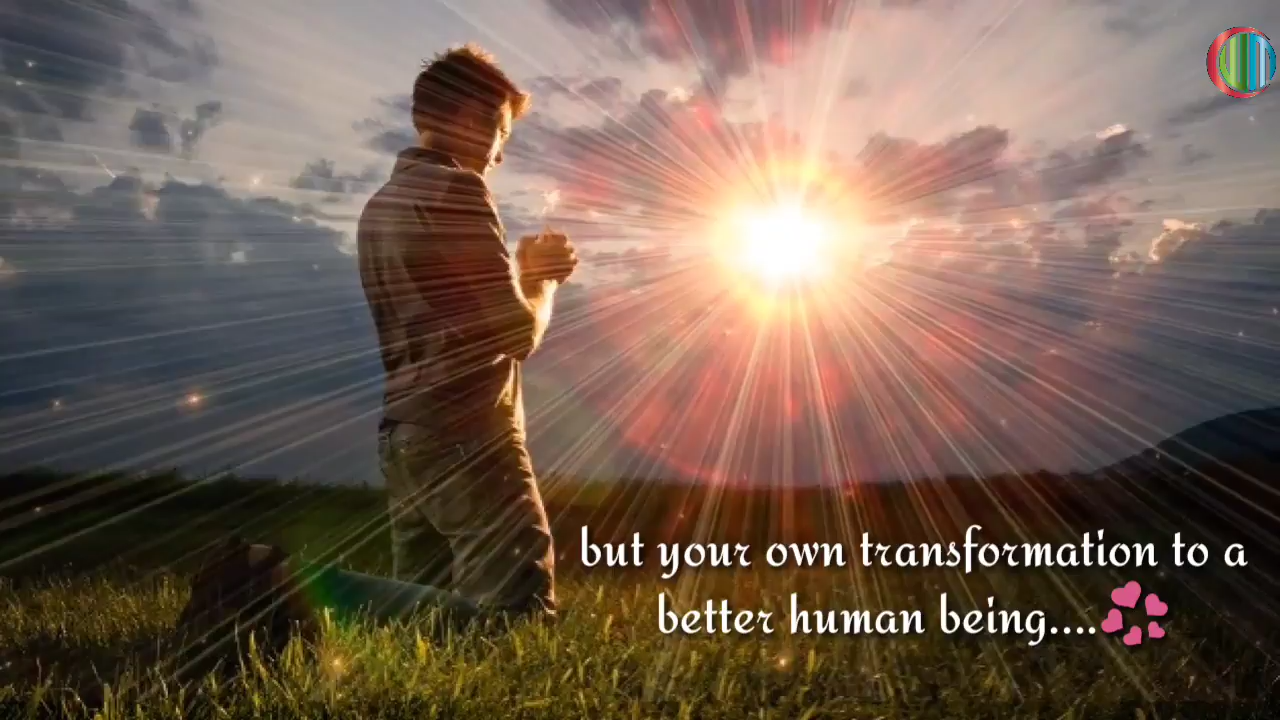 but your own transformation to a
better human being....💞